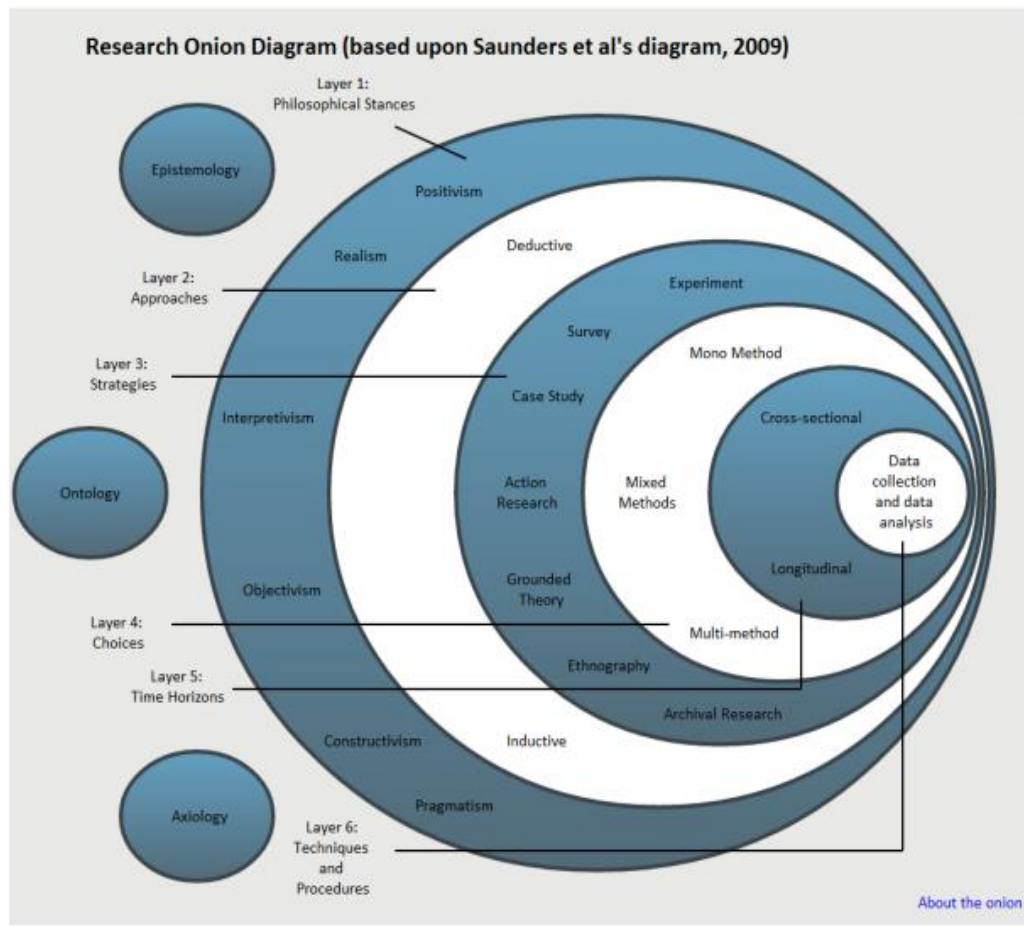 Research Onion Diagram (based upon Saunders et al's diagram, 2009)
Layer 1:
Philosophical Stances
Epistemology
Positivism
Deductive
Realism
Layer 2:
Approaches
Experiment
Survey
Mono Method
Layer 3:
Strategies
Case Study
Cross-sectional
Interpretivism
Data
collection
and data
analysis
Ontology
Action
Research
Mixed
Methods
Longitudinal
Grounded
Theory
Objectivism
Layer 4:
Choices
Multi-method
Ethnography
Layer 5:
Time Horizons
Archival Research
Constructivism
Inductive
Pragmatism
Axiology
Layer 6:
Techniques
and
Procedures
About the onion